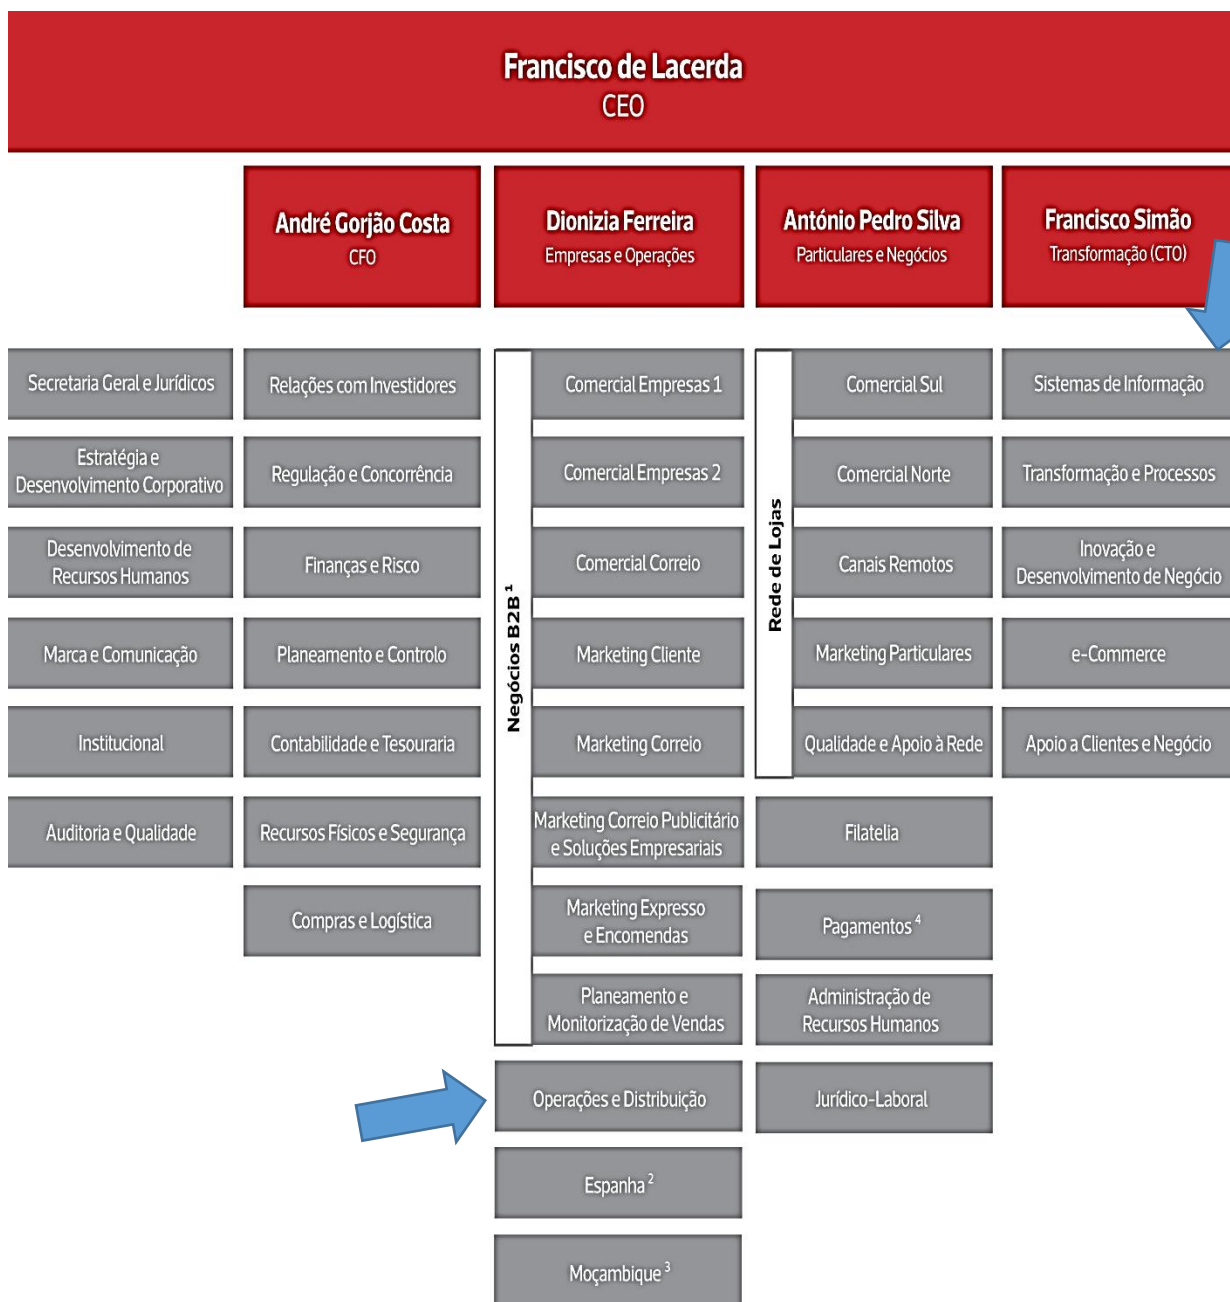 Francisco de Lacerda
CEO
André Gorjão Costa
CFO
Dionizia Ferreira
Empresas e Operações
António Pedro Silva
Particulares e Negócios
Francisco Simão
Transformação (CTO)
Secretaria Geral e Jurídicos
Estratégia e
Desenvolvimento Corporativo
Desenvolvimento de
Recursos Humanos
Marca e Comunicação
Institucional
Auditoria e Qualidade
Relações com Investidores
Regulação e Concorrência
Finanças e Risco
Planeamento e Controlo
Contabilidade e Tesouraria
Recursos Físicos e Segurança
Compras e Logística
Negócios B2B ¹
Comercial Empresas 1
Comercial Empresas 2
Comercial Correio
Marketing Cliente
Marketing Correio
Marketing Correio Publicitário
e Soluções Empresariais
Marketing Expresso
e Encomendas
Planeamento e
Monitorização de Vendas
Operações e Distribuição
Espanha ²
Moçambique ³
Rede de Lojas
Comercial Sul
Comercial Norte
Canais Remotos
Marketing Particulares
Qualidade e Apoio à Rede
Filatelia
Pagamentos ⁴
Administração de
Recursos Humanos
Jurídico-Laboral
Sistemas de Informação
Transformação e Processos
Inovação e
Desenvolvimento de Negócio
e-Commerce
Apoio a Clientes e Negócio